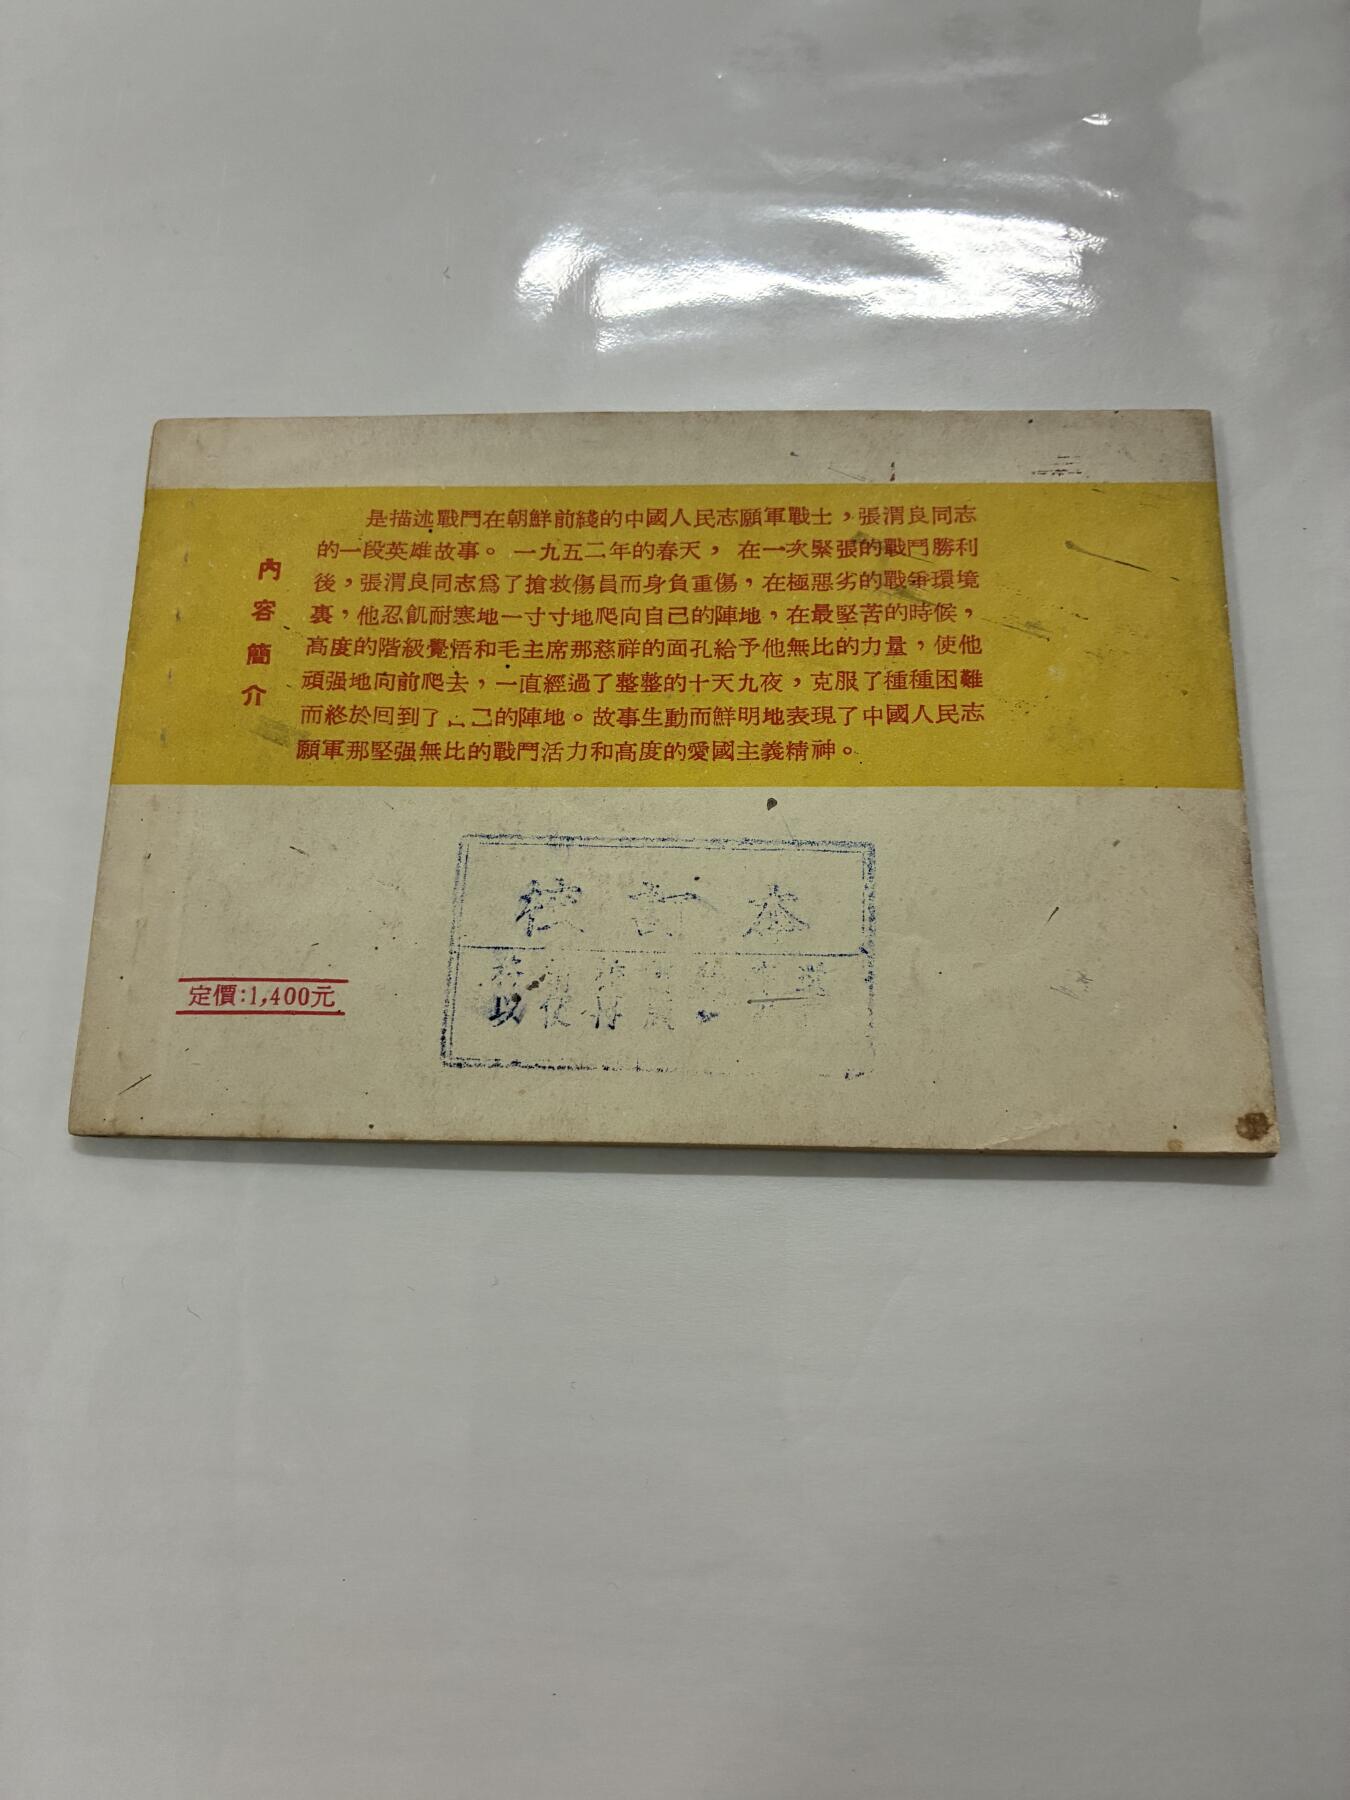 內容簡介
是描述戰鬥在朝鮮前綫的中國人民志願軍戰士，張渭良同志
的一段英雄故事。一九五二年的春天，在一次緊張的戰鬥勝利
後，張渭良同志爲了搶救傷員而身負重傷，在極惡劣的戰爭環境
裏，他忍飢耐寒地一寸寸地爬向自己的陣地，在最堅苦的時候，
高度的階級覺悟和毛主席那慈祥的面孔給予他無比的力量，使他
頑强地向前爬去，一直經過了整整的十天九夜，克服了種種困難
而終於回到了己的陣地。故事生動而鮮明地表現了中國人民志
願軍那堅强無比的戰鬥活力和高度的愛國主義精神。
校訂本
以便
定價:1,400元